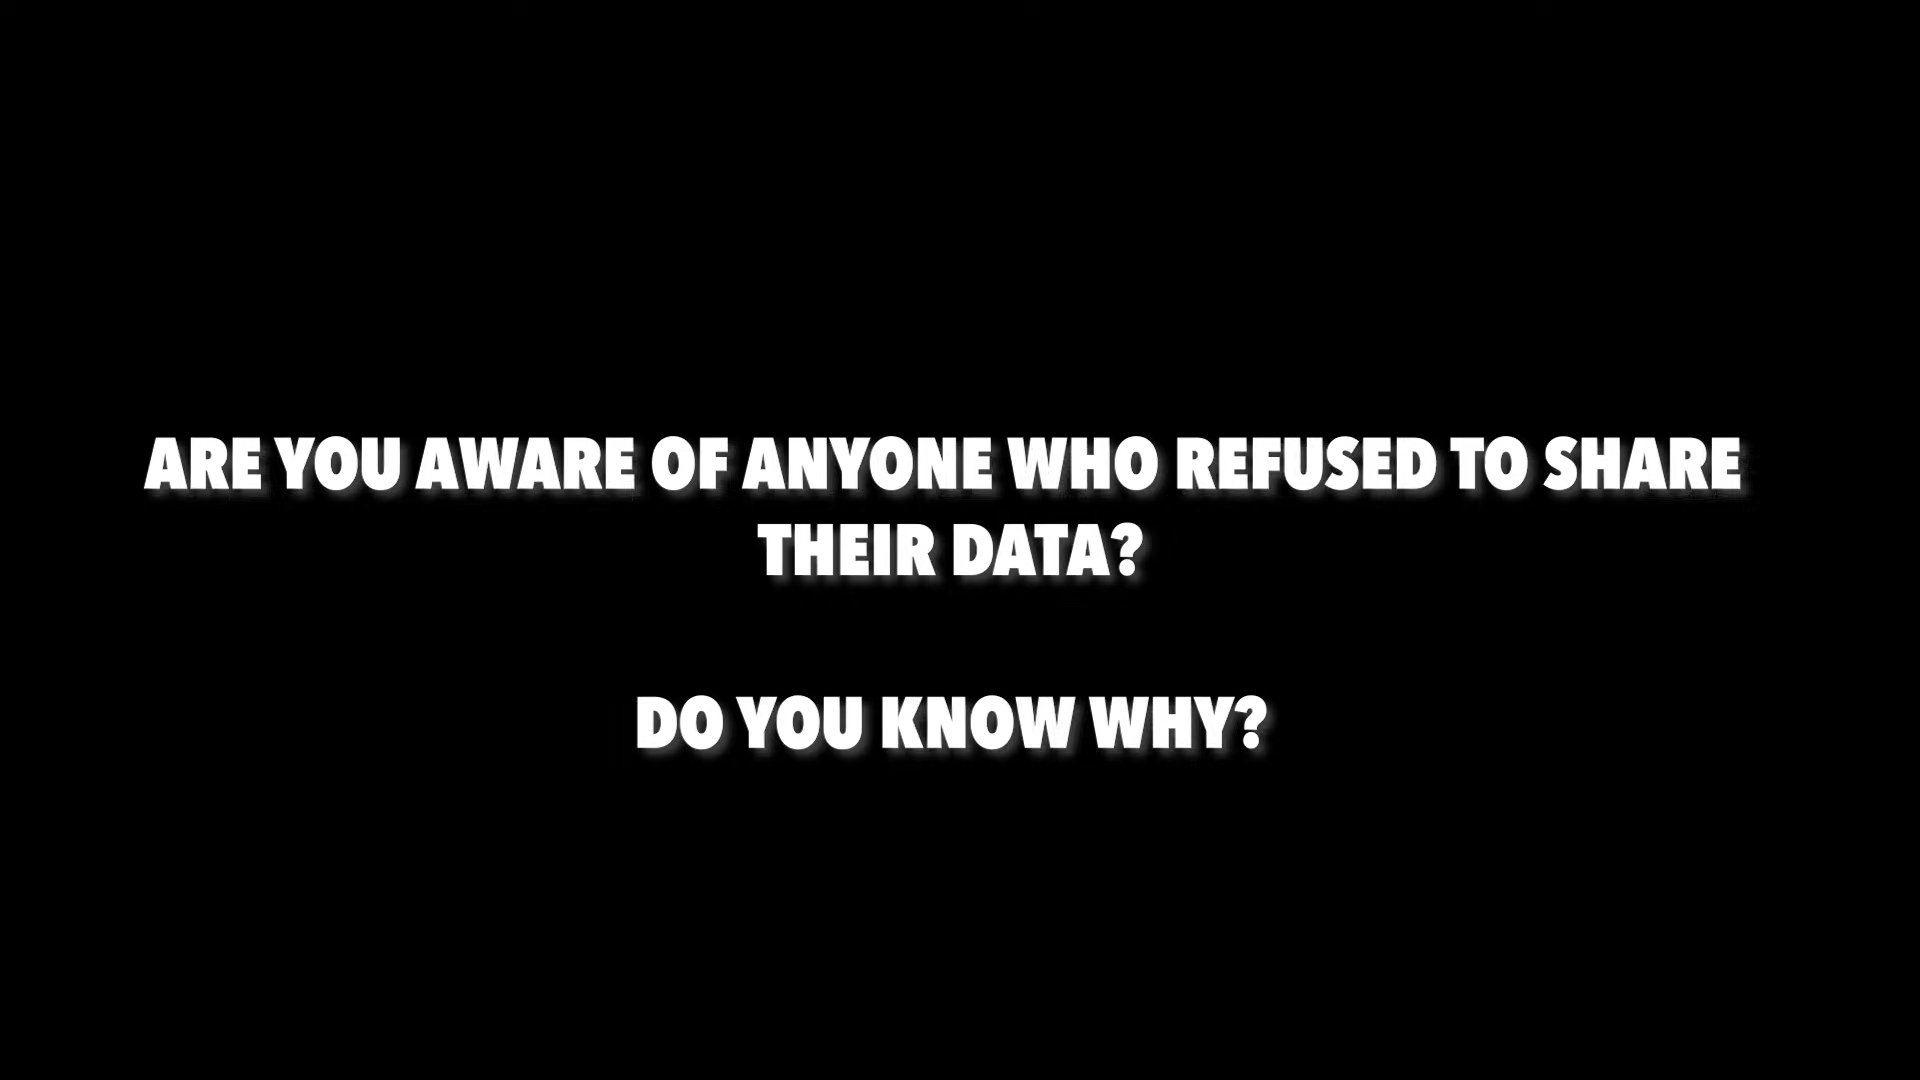 ARE YOU AWARE OF ANYONE WHO REFUSED TO SHARE
THEIR DATA?
DO YOU KNOW WHY?